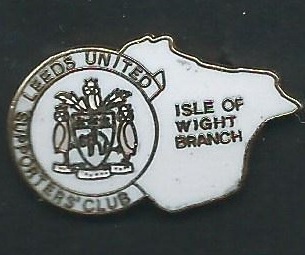 LEEDS UNITED
SUPPORTERS' CLUB
ISLE OF
WIGHT
BRANCH